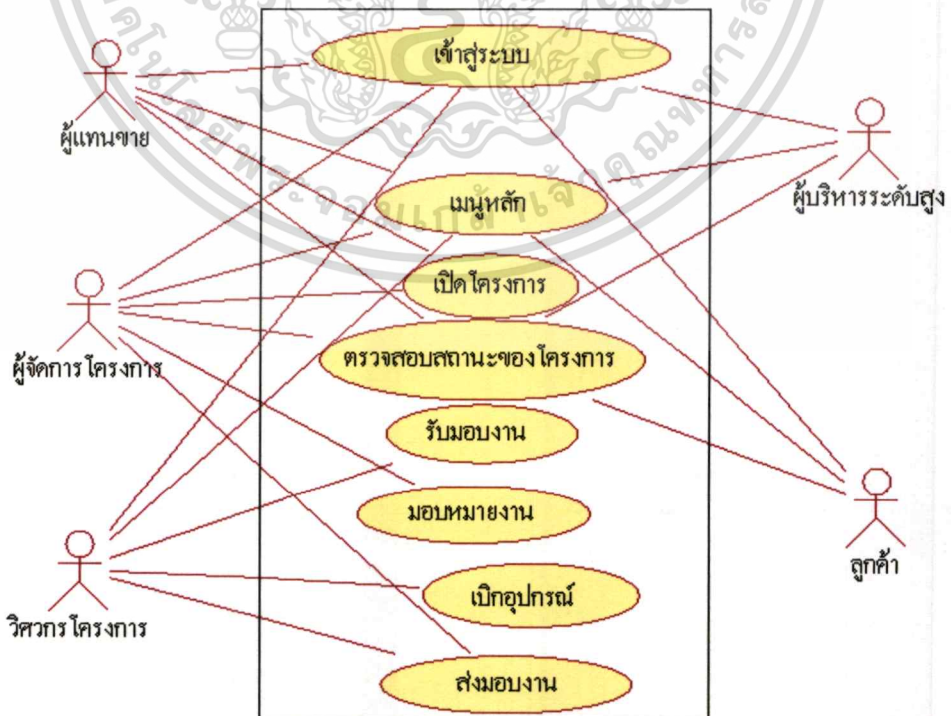 เข้าสู่ระบบ
ผู้แทนขาย
เมนูหลัก
ผู้บริหารระดับสูง
เปิดโครงการ
ผู้จัดการโครงการ
ตรวจสอบสถานะของโครงการ
รับมอบงาน
มอบหมายงาน
ลูกค้า
วิศวกรโครงการ
เบิกอุปกรณ์
ส่งมอบงาน